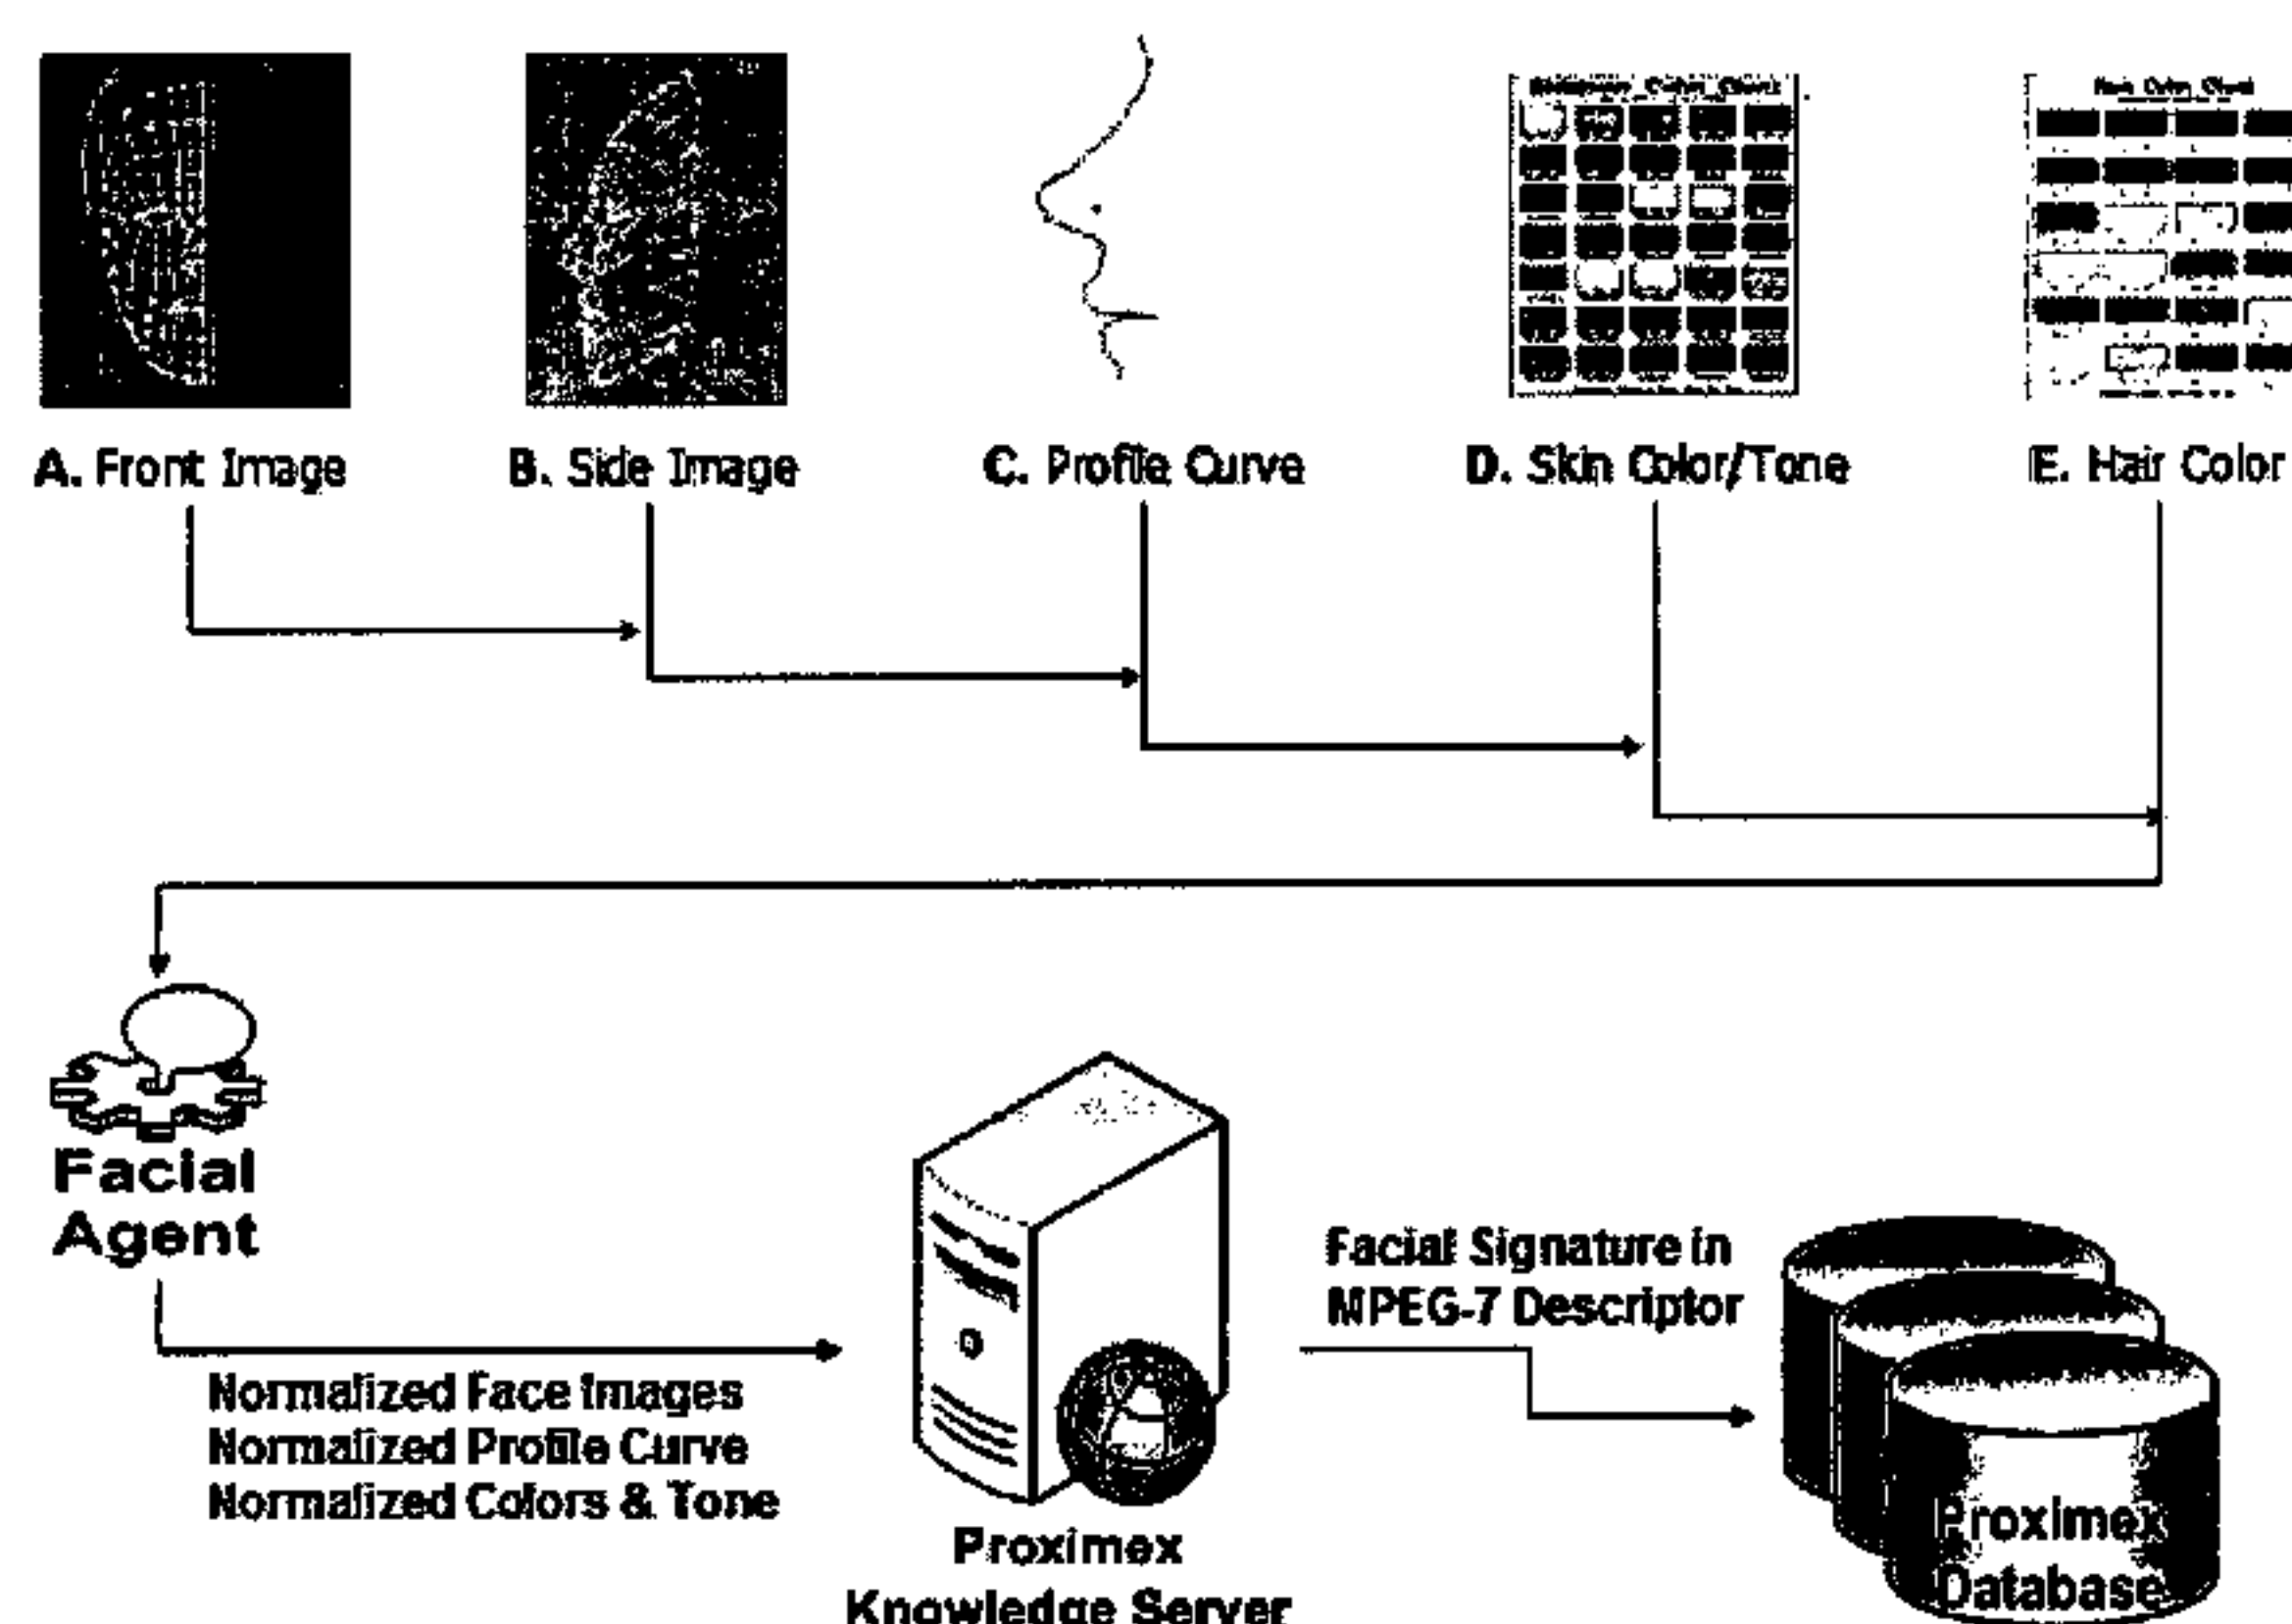 A. Front Image
B. Side Image
C. Profile Curve
D. Skin Color/Tone
E. Hair Color
Facial
Agent
Normalized Face Images
Normalized Profile Curve
Normalized Colors & Tone
Proximex
Knowledge Server
Facial Signature in
MPEG-7 Descriptor
Proximex
Database